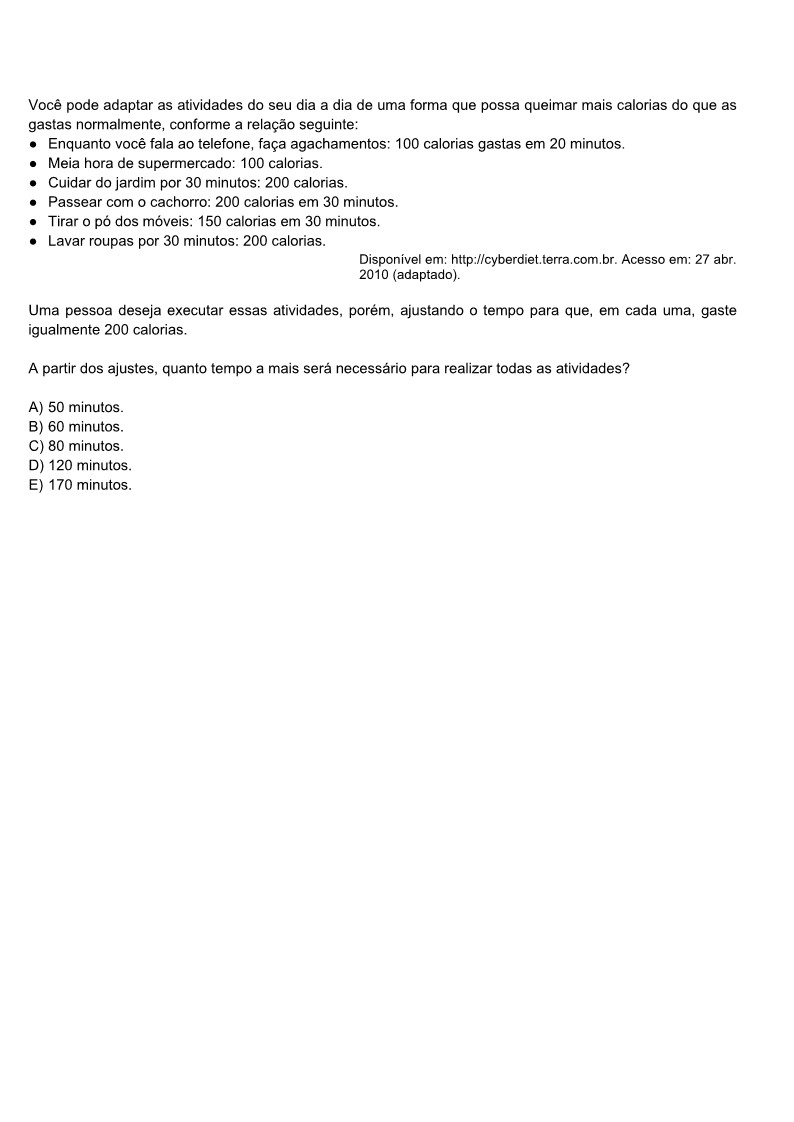 Você pode adaptar as atividades do seu dia a dia de uma forma que possa queimar mais calorias do que as
gastas normalmente, conforme a relação seguinte:
● Enquanto você fala ao telefone, faça agachamentos: 100 calorias gastas em 20 minutos.
● Meia hora de supermercado: 100 calorias.
● Cuidar do jardim por 30 minutos: 200 calorias.
● Passear com o cachorro: 200 calorias em 30 minutos.
● Tirar o pó dos móveis: 150 calorias em 30 minutos.
● Lavar roupas por 30 minutos: 200 calorias.
Disponível em: http://cyberdiet.terra.com.br. Acesso em: 27 abr.
2010 (adaptado).
Uma pessoa deseja executar essas atividades, porém, ajustando o tempo para que, em cada uma, gaste
igualmente 200 calorias.
A partir dos ajustes, quanto tempo a mais será necessário para realizar todas as atividades?
A) 50 minutos.
B) 60 minutos.
C) 80 minutos.
D) 120 minutos.
E) 170 minutos.